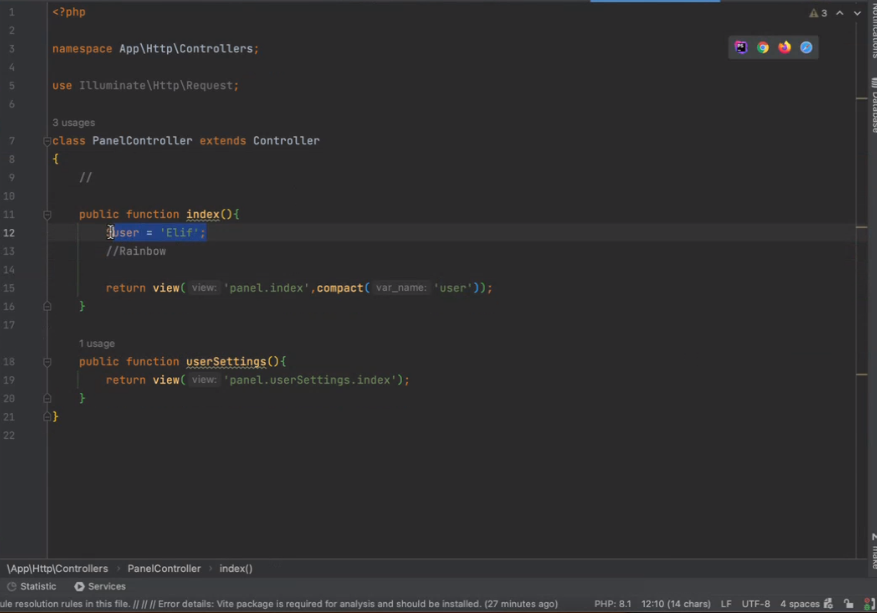 1 <?php
2
3 namespace App\Http\Controllers;
4
5 use Illuminate\Http\Request;
6
3 usages
7 class PanelController extends Controller
8 {
9 //
10
11 public function index(){
12 $user = 'Elif';
13 //Rainbow
14
15 return view( view: 'panel.index',compact( var_name: 'user'));
16 }
17
1 usage
18 public function userSettings(){
19 return view( view: 'panel.userSettings.index');
20 }
21 }
22
3
Notifications
Database
make
\App\Http\Controllers › PanelController › index()
Statistic Services
ule resolution rules in this file. // // // Error details: Vite package is required for analysis and should be installed. (27 minutes ago) PHP: 8.1 12:10 (14 chars) LF UTF-8 4 spaces